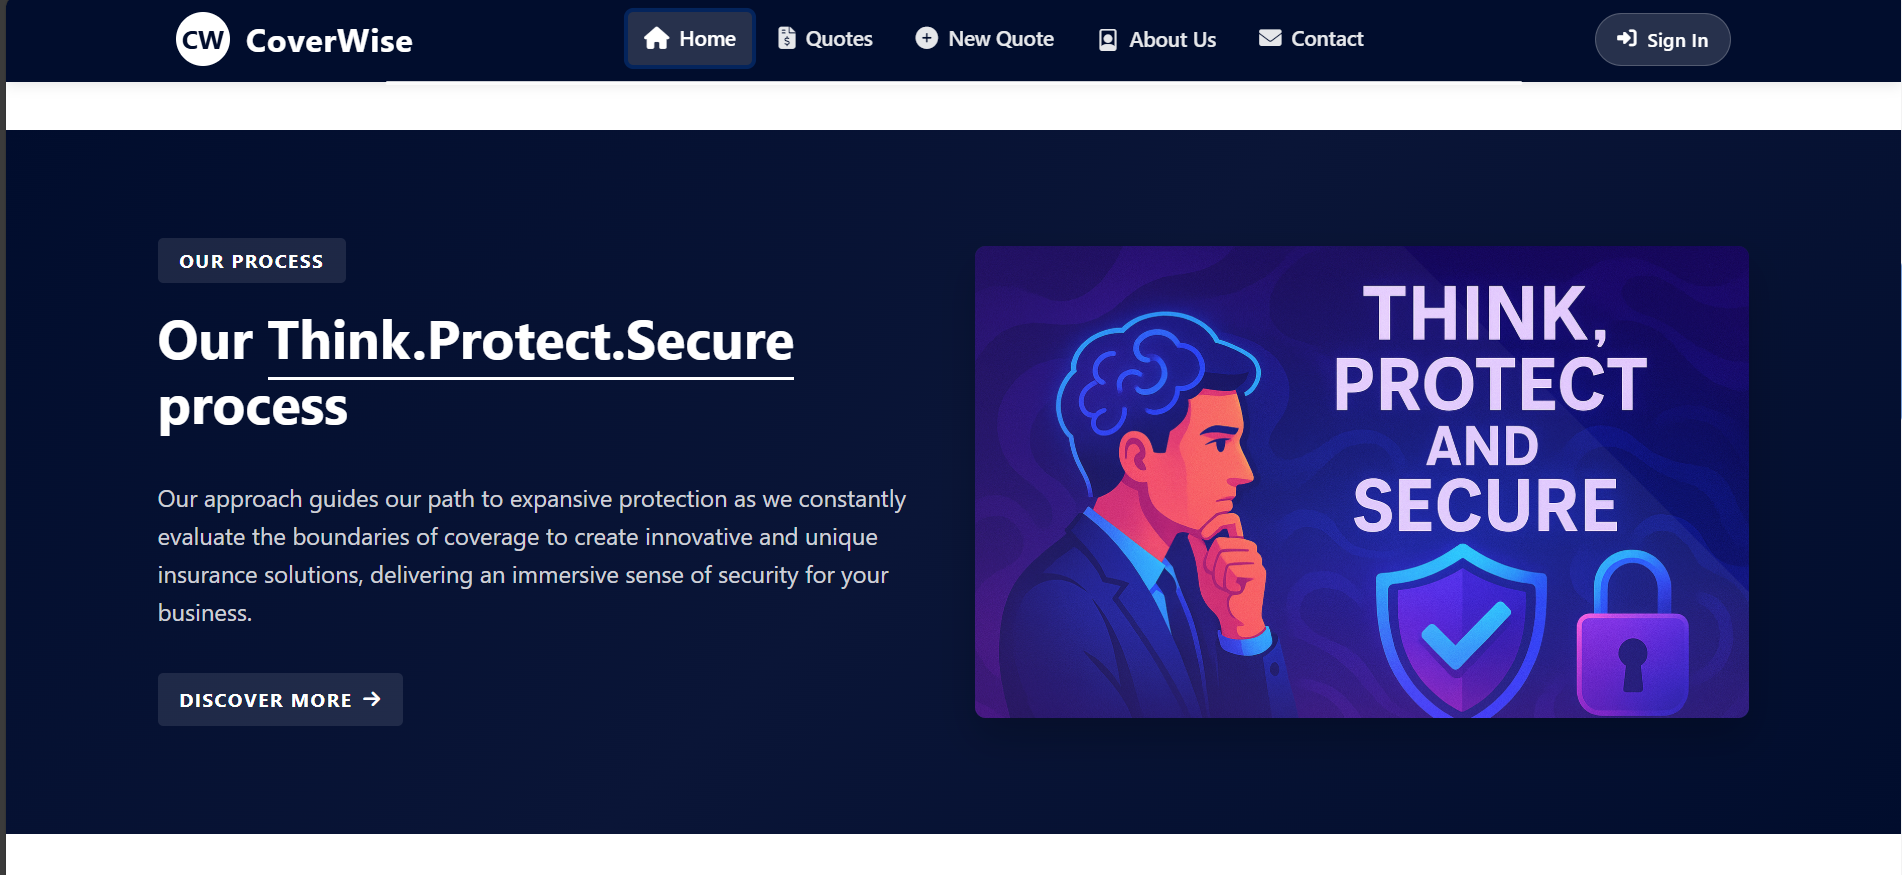 CW CoverWise Home Quotes New Quote About Us Contact Sign In
OUR PROCESS
Our Think.Protect.Secure
process
Our approach guides our path to expansive protection as we constantly
evaluate the boundaries of coverage to create innovative and unique
insurance solutions, delivering an immersive sense of security for your
business.
DISCOVER MORE
THINK,
PROTECT
AND
SECURE